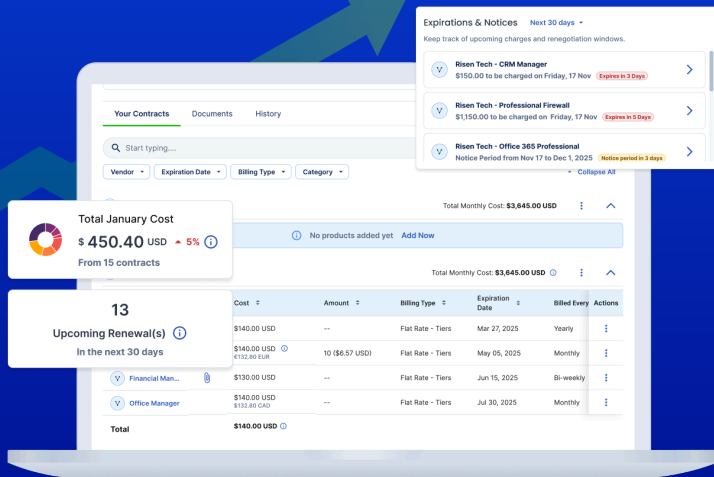 Expirations & Notices Next 30 days
Keep track of upcoming charges and renegotiation windows.
Risen Tech - CRM Manager
$150.00 to be charged on Friday, 17 Nov Expires in 3 Days
Risen Tech - Professional Firewall
$1,150.00 to be charged on Friday, 17 Nov Expires in 5 Days
Risen Tech - Office 365 Professional
Notice Period from Nov 17 to Dec 1, 2025 Notice period in 3 days
Your Contracts Documents History
Start typing....
Vendor Expiration Date Billing Type Category
Collapse All
Total Monthly Cost: $3,645.00 USD
No products added yet Add Now
Total Monthly Cost: $3,645.00 USD
Total January Cost
$ 450.40 USD 5%
From 15 contracts
13
Upcoming Renewal(s)
In the next 30 days
Cost Amount Billing Type Expiration Date Billed Every Actions
$140.00 USD -- Flat Rate - Tiers Mar 27, 2025 Yearly
$140.00 USD 10 ($6.57 USD) Flat Rate - Tiers May 05, 2025 Monthly
€132.80 EUR
Financial Man... $130.00 USD -- Flat Rate - Tiers Jun 15, 2025 Bi-weekly
Office Manager $140.00 USD -- Flat Rate - Tiers Jul 30, 2025 Monthly
$132.80 CAD
Total $140.00 USD